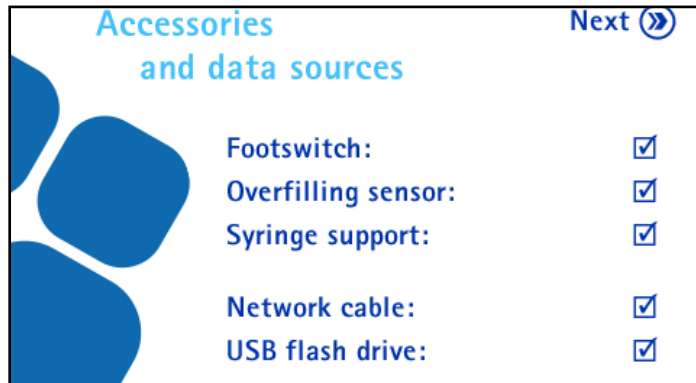 Accessories
and data sources
Next
Footswitch:
Overfilling sensor:
Syringe support:
Network cable:
USB flash drive: